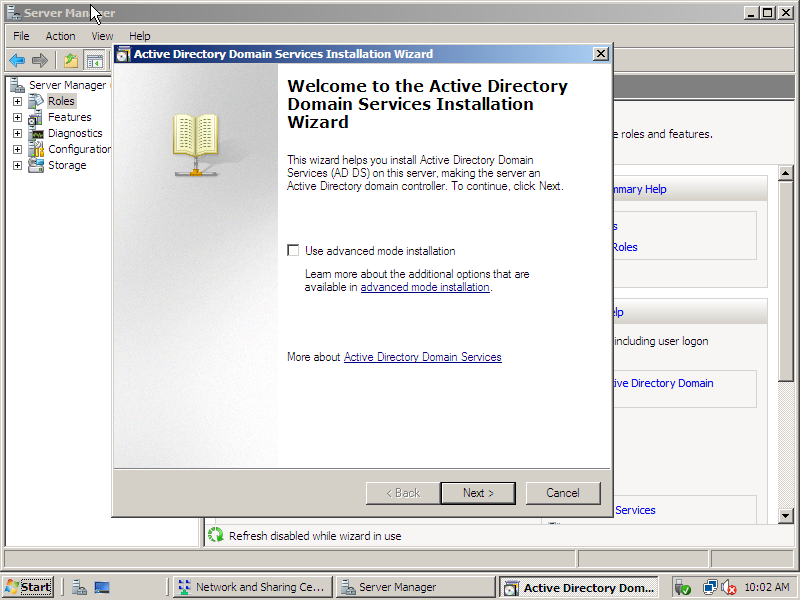 Server Manager
File Action View Help
Active Directory Domain Services Installation Wizard
Server Manager (
Roles
Features
Diagnostics
Configuration
Storage
Welcome to the Active Directory
Domain Services Installation
Wizard
This wizard helps you install Active Directory Domain
Services (AD DS) on this server, making the server an
Active Directory domain controller. To continue, click Next.
Use advanced mode installation
Learn more about the additional options that are
available in advanced mode installation.
More about Active Directory Domain Services
< Back Next > Cancel
roles and features.
Help
Roles
including user logon
Directory Domain
Services
Refresh disabled while wizard in use
Start Network and Sharing Ce... Server Manager Active Directory Dom... 10:02 AM